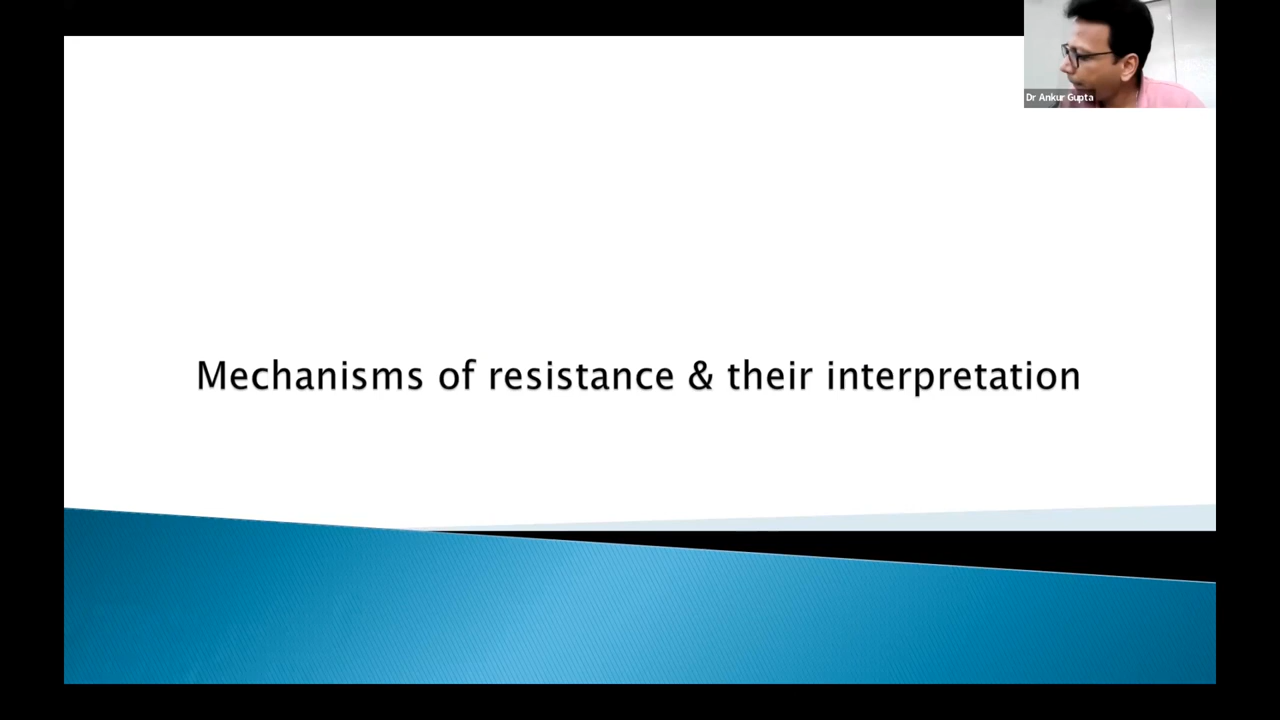 Dr Ankur Gupta
Mechanisms of resistance & their interpretation